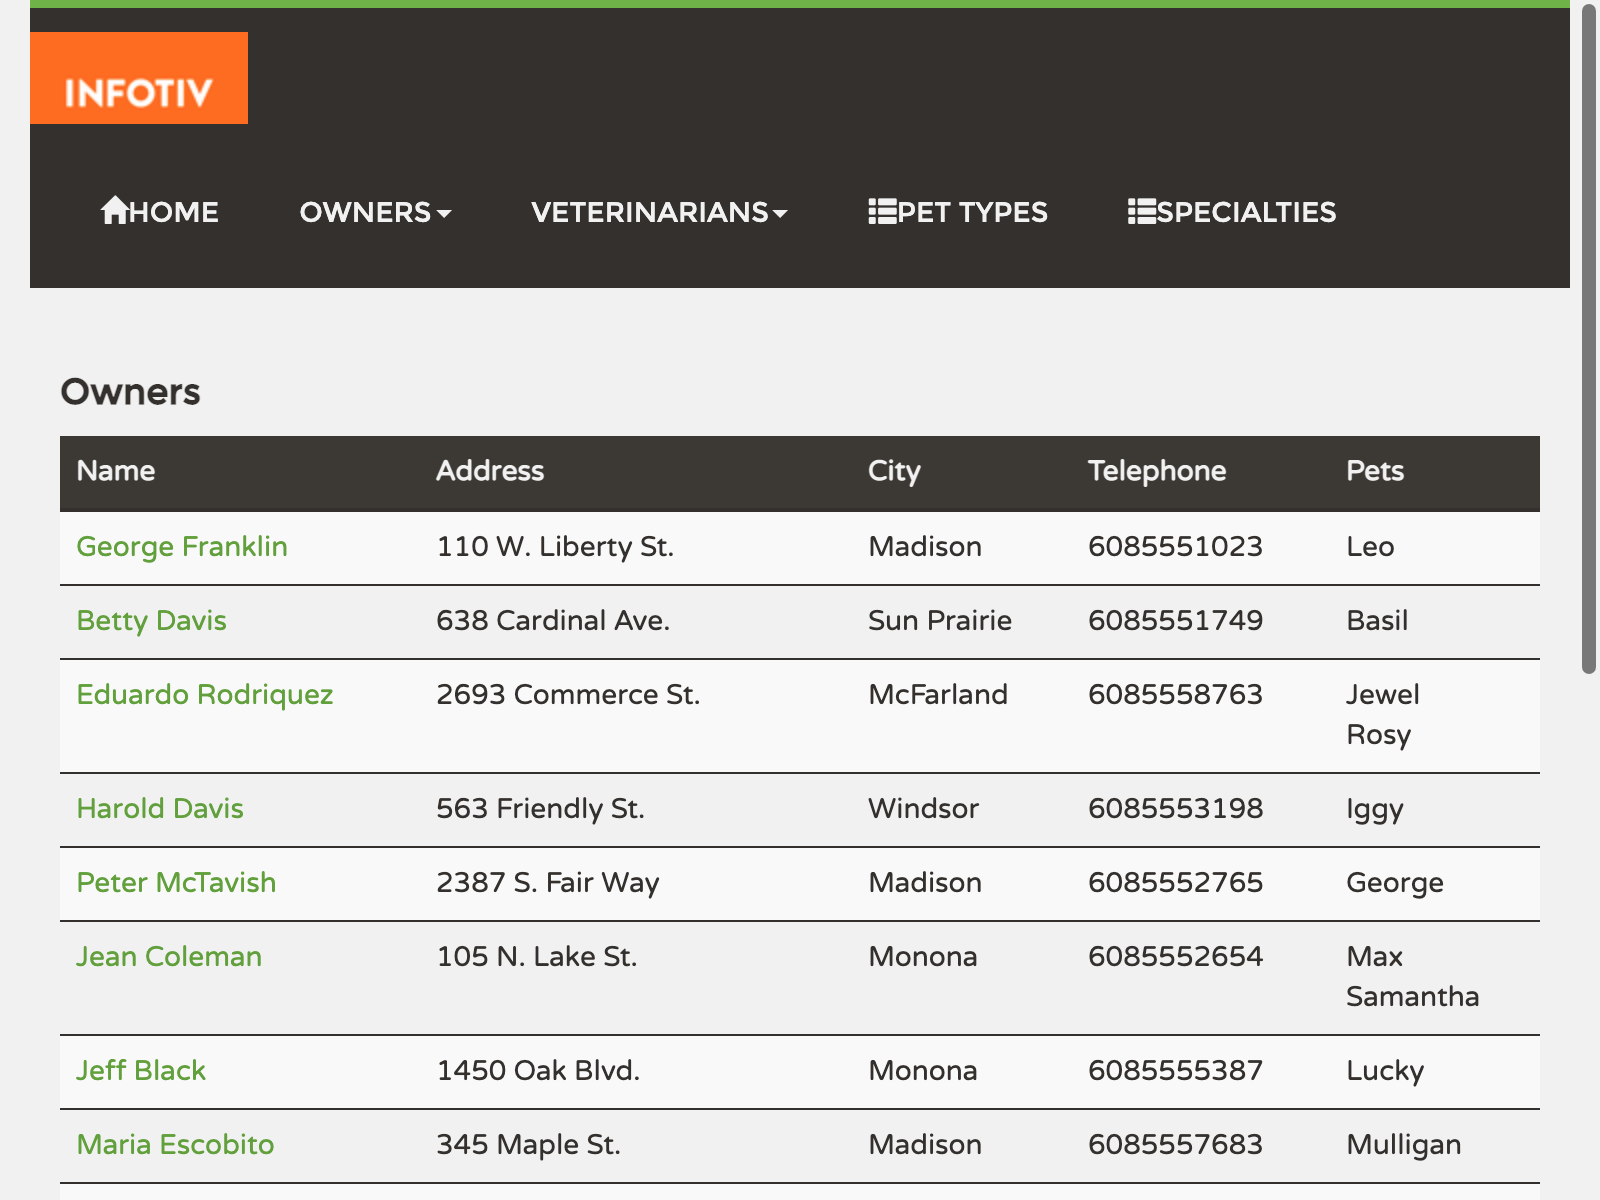 INFOTIV
HOME OWNERS VETERINARIANS PET TYPES SPECIALTIES
Owners
Name Address City Telephone Pets
George Franklin 110 W. Liberty St. Madison 6085551023 Leo
Betty Davis 638 Cardinal Ave. Sun Prairie 6085551749 Basil
Eduardo Rodriquez 2693 Commerce St. McFarland 6085558763 Jewel
Rosy
Harold Davis 563 Friendly St. Windsor 6085553198 Iggy
Peter McTavish 2387 S. Fair Way Madison 6085552765 George
Jean Coleman 105 N. Lake St. Monona 6085552654 Max
Samantha
Jeff Black 1450 Oak Blvd. Monona 6085555387 Lucky
Maria Escobito 345 Maple St. Madison 6085557683 Mulligan